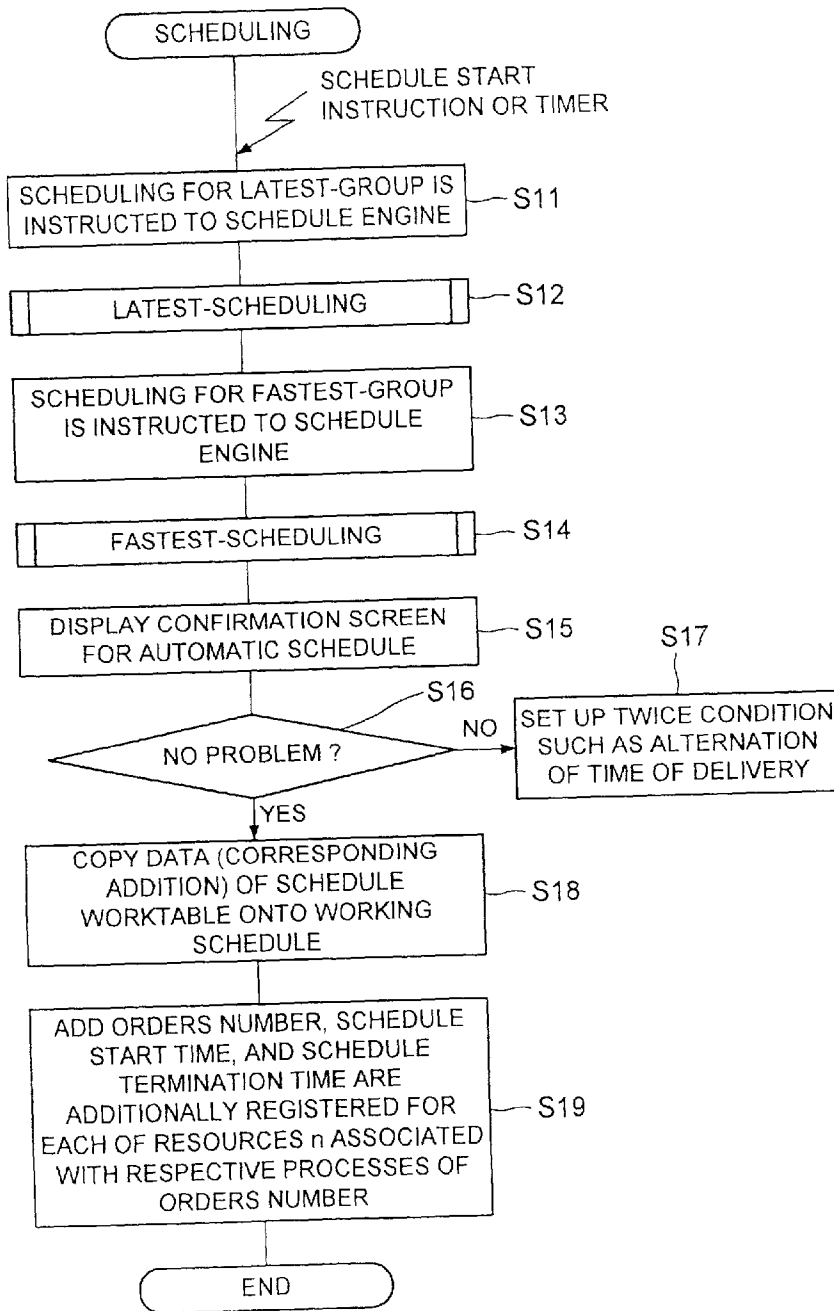 SCHEDULING
SCHEDULE START
INSTRUCTION OR TIMER
SCHEDULING FOR LATEST-GROUP IS
INSTRUCTED TO SCHEDULE ENGINE
S11
LATEST-SCHEDULING
S12
SCHEDULING FOR FASTEST-GROUP
IS INSTRUCTED TO SCHEDULE
ENGINE
S13
FASTEST-SCHEDULING
S14
DISPLAY CONFIRMATION SCREEN
FOR AUTOMATIC SCHEDULE
S15
NO PROBLEM ?
S16
NO
S17
SET UP TWICE CONDITION
SUCH AS ALTERNATION
OF TIME OF DELIVERY
YES
COPY DATA (CORRESPONDING
ADDITION) OF SCHEDULE
WORKTABLE ONTO WORKING
SCHEDULE
S18
ADD ORDERS NUMBER, SCHEDULE
START TIME, AND SCHEDULE
TERMINATION TIME ARE
ADDITIONALLY REGISTERED FOR
EACH OF RESOURCES n ASSOCIATED
WITH RESPECTIVE PROCESSES OF
ORDERS NUMBER
S19
END